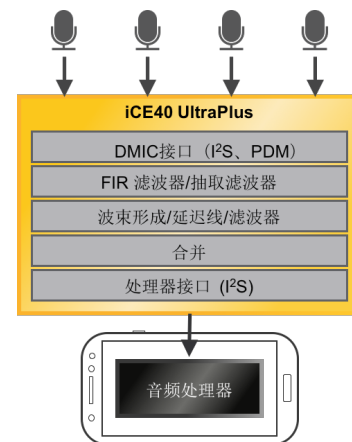 iCE40 UltraPlus
DMIC接口（I²S、PDM）
FIR 滤波器/抽取滤波器
波束形成/延迟线/滤波器
合并
处理器接口 (I²S)
音频处理器